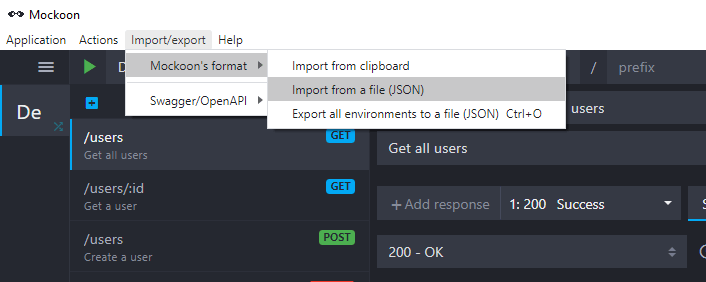 Mockoon
Application Actions Import/export Help
Mockoon's format
Import from clipboard
Import from a file (JSON)
Export all environments to a file (JSON) Ctrl+O
Swagger/OpenAPI
/ prefix
De
users
/users GET
Get all users
Get all users
/users/:id GET
Get a user
+ Add response 1: 200 Success
/users POST
Create a user
200 - OK